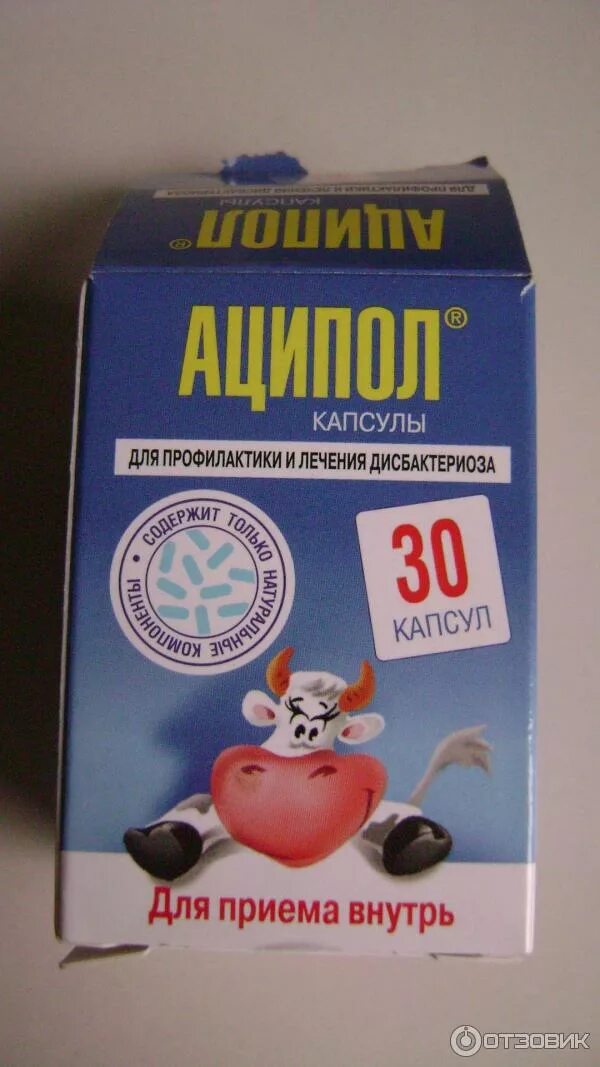 ДЛЯ ПРОФИЛАКТИКИ И ЛЕЧЕНИЯ ДИСБАКТЕРИОЗА
КАПСУЛЫ
АЦИПОЛ®
АЦИПОЛ®
КАПСУЛЫ
ДЛЯ ПРОФИЛАКТИКИ И ЛЕЧЕНИЯ ДИСБАКТЕРИОЗА
• СОДЕРЖИТ ТОЛЬКО НАТУРАЛЬНЫЕ КОМПОНЕНТЫ
30
КАПСУЛ
Для приема внутрь
ОТЗОВИК